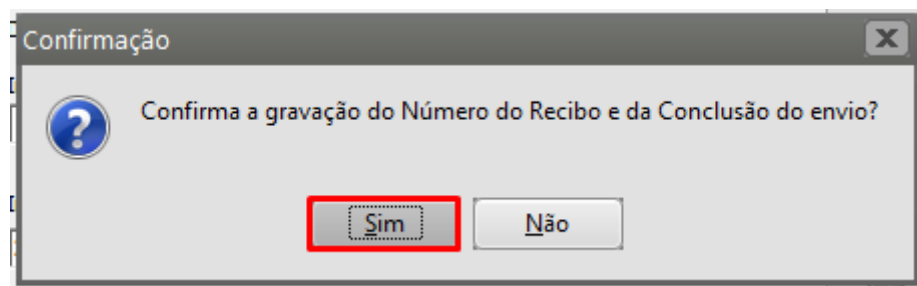 Confirmação
Confirma a gravação do Número do Recibo e da Conclusão do envio?
Sim
Não